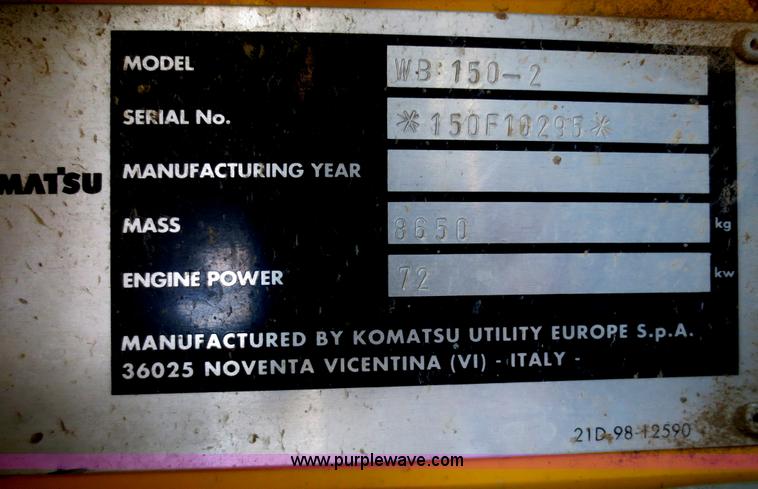 MODEL WB 150-2
SERIAL No. *150F10295*
MANUFACTURING YEAR
MATSU
MASS 8650 kg
ENGINE POWER 72 kw
MANUFACTURED BY KOMATSU UTILITY EUROPE S.p.A.
36025 NOVENTA VICENTINA (VI) - ITALY -
21D-98-12590
www.purplewave.com